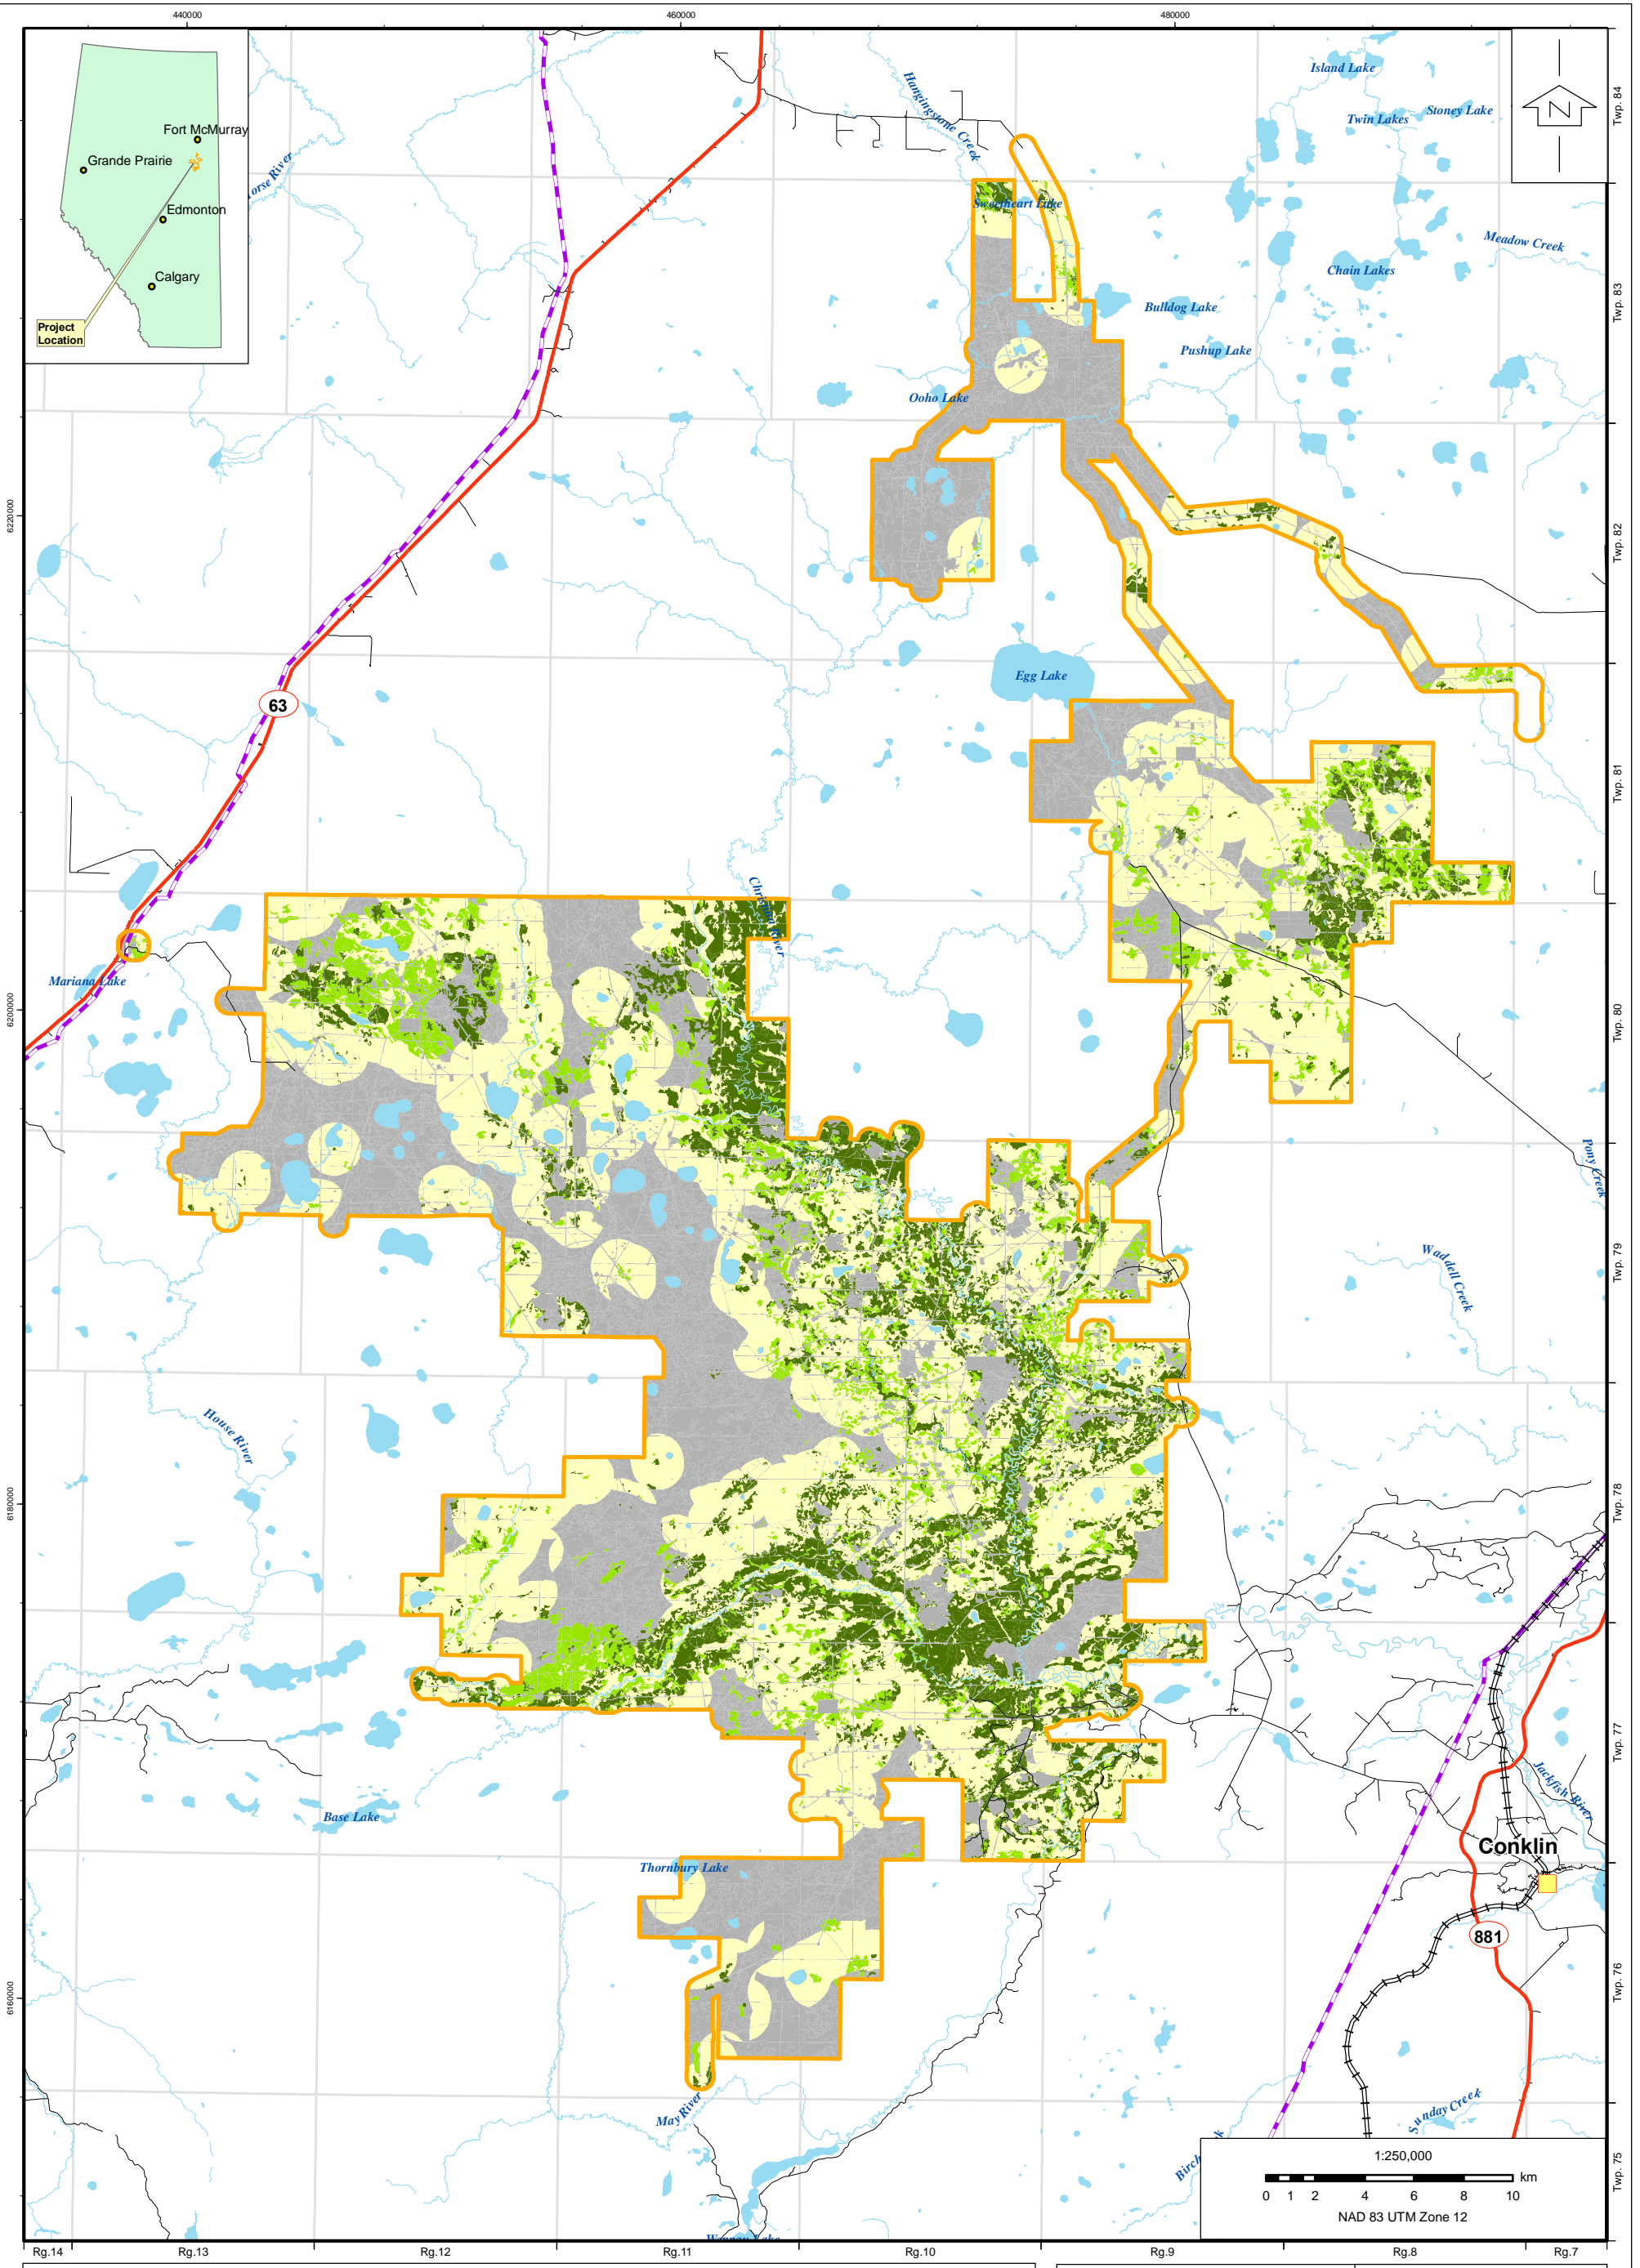 440000
460000
480000
Fort McMurray
Grande Prairie
Edmonton
Calgary
Project
Location
orse River
Hangingstone Creek
Island Lake
Twin Lakes
Stoney Lake
N
Twp. 84
Sweetheart Lake
Meadow Creek
Chain Lakes
Bulldog Lake
Pushup Lake
Twp. 83
Ooho Lake
6220000
Twp. 82
Egg Lake
63
Twp. 81
Christina River
Mariana Lake
6200000
Twp. 80
Pony Creek
Waddell Creek
Twp. 79
House River
6180000
Twp. 78
Twp. 77
Jackfish River
Base Lake
Conklin
Thornbury Lake
881
6160000
Twp. 76
May River
Sunday Creek
Birch
Twp. 75
1:250,000
km
0 1 2 4 6 8 10
NAD 83 UTM Zone 12
Rg.14
Rg.13
Rg.12
Rg.11
Rg.10
Rg.9
Rg.8
Rg.7